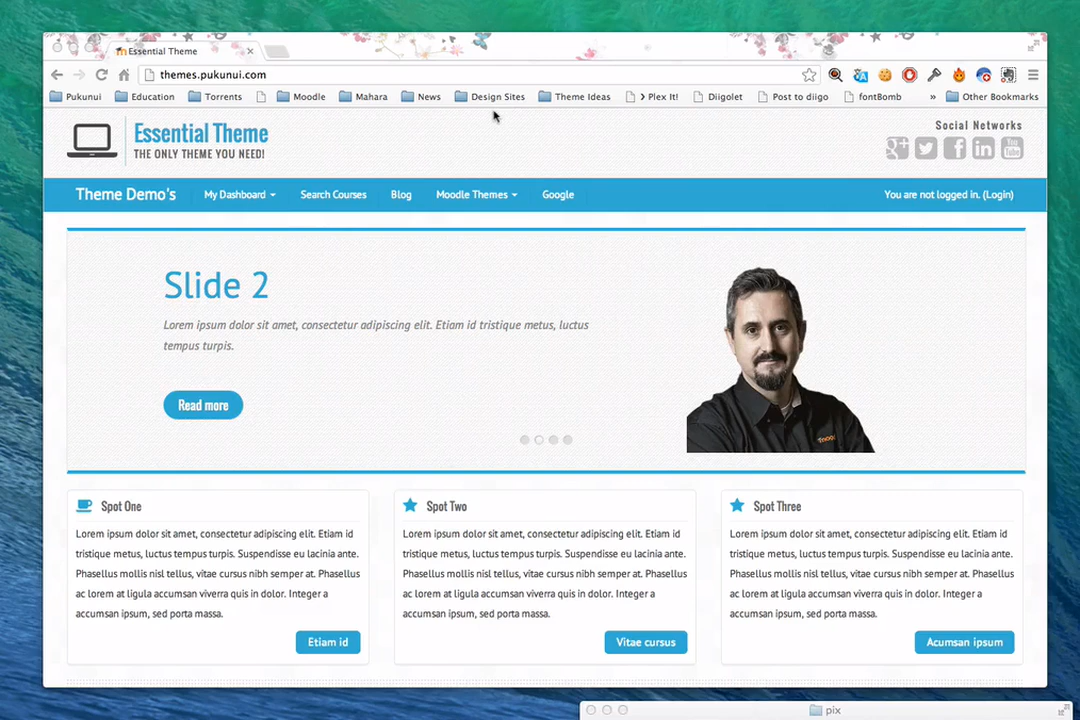 Essential Theme
themes.pukunui.com
Pukunui Education Torrents Moodle Mahara News Design Sites Theme Ideas Plex It! Diigolet Post to diigo fontBomb » Other Bookmarks
Essential Theme
THE ONLY THEME YOU NEED!
Social Networks
g+ in You Tube
Theme Demo's My Dashboard Search Courses Blog Moodle Themes Google You are not logged in. (Login)
Slide 2
Lorem ipsum dolor sit amet, consectetur adipiscing elit. Etiam id tristique metus, luctus
tempus turpis.
Read more
Spot One
Lorem ipsum dolor sit amet, consectetur adipiscing elit. Etiam id
tristique metus, luctus tempus turpis. Suspendisse eu lacinia ante.
Phasellus mollis nisl tellus, vitae cursus nibh semper at. Phasellus
ac lorem at ligula accumsan viverra quis in dolor. Integer a
accumsan ipsum, sed porta massa.
Etiam id
Spot Two
Lorem ipsum dolor sit amet, consectetur adipiscing elit. Etiam id
tristique metus, luctus tempus turpis. Suspendisse eu lacinia ante.
Phasellus mollis nisl tellus, vitae cursus nibh semper at. Phasellus
ac lorem at ligula accumsan viverra quis in dolor. Integer a
accumsan ipsum, sed porta massa.
Vitae cursus
Spot Three
Lorem ipsum dolor sit amet, consectetur adipiscing elit. Etiam id
tristique metus, luctus tempus turpis. Suspendisse eu lacinia ante.
Phasellus mollis nisl tellus, vitae cursus nibh semper at. Phasellus
ac lorem at ligula accumsan viverra quis in dolor. Integer a
accumsan ipsum, sed porta massa.
Acumsan ipsum
pix